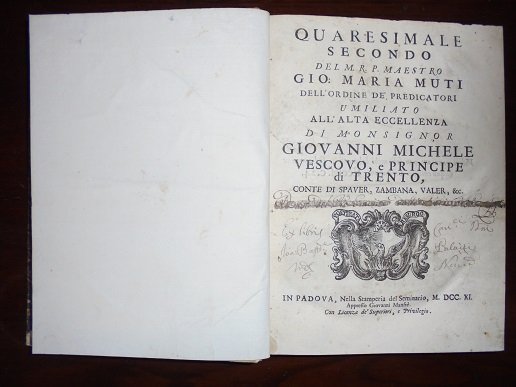 QUARESIMALE
SECONDO
DEL M. R. P. MAESTRO
GIO: MARIA MUTI
DELL'ORDINE DE' PREDICATORI
UMILIATO
ALL'ALTA ECCELLENZA
DI MONSIGNOR
GIOVANNI MICHELE
VESCOVO, e PRINCIPE
di TRENTO,
CONTE DI SPAVER, ZAMBANA, VALER, &c.
Ex libris
IN PADOVA, Nella Stamperia del Seminario, M. DCC. XI.
Appresso Giovanni Manfrè.
Con Licenza de' Superiori, e Privilegio.